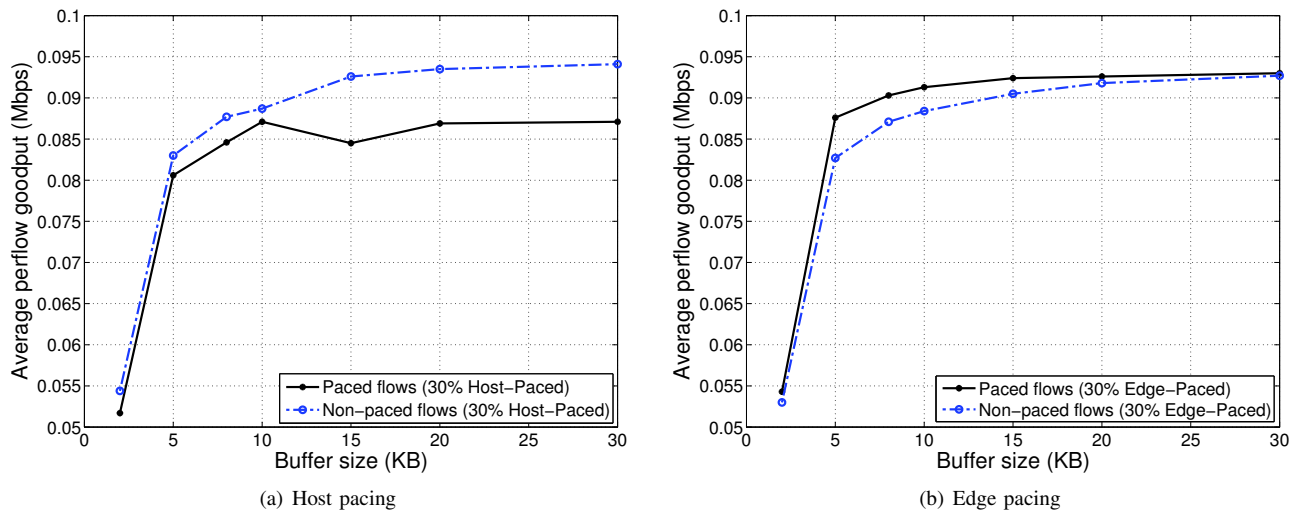 0.1
0.095
0.09
0.085
0.08
0.075
0.07
0.065
0.06
0.055
0.05
0 5 10 15 20 25 30
Average perflow goodput (Mbps)
Buffer size (KB)
Paced flows (30% Host−Paced)
Non−paced flows (30% Host−Paced)
(a) Host pacing
0.1
0.095
0.09
0.085
0.08
0.075
0.07
0.065
0.06
0.055
0.05
0 5 10 15 20 25 30
Average perflow goodput (Mbps)
Buffer size (KB)
Paced flows (30% Edge−Paced)
Non−paced flows (30% Edge−Paced)
(b) Edge pacing